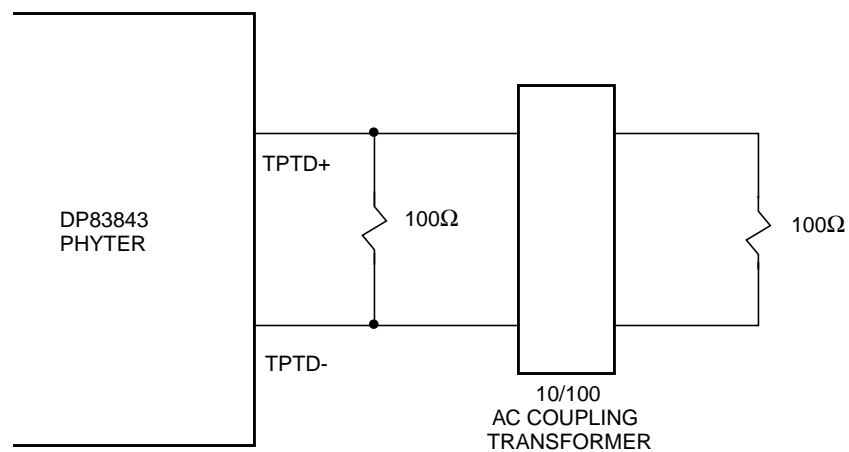 TPTD+
DP83843
PHYTER
100Ω
100Ω
TPTD-
10/100
AC COUPLING
TRANSFORMER